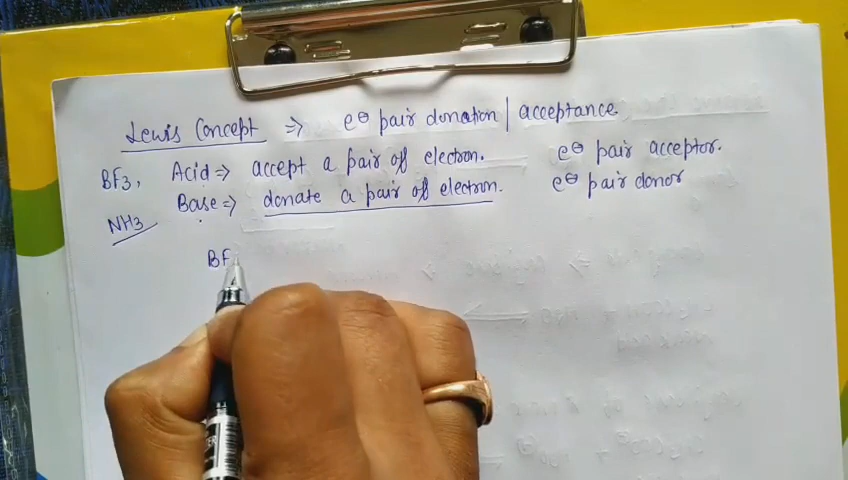 Lewis Concept ⇒ e⊖ pair donation | acceptance
BF3, Acid ⇒ accept a pair of electron. e⊖ pair acceptor.
Base ⇒ donate a pair of electron. e⊖ pair donor
NH3
BF